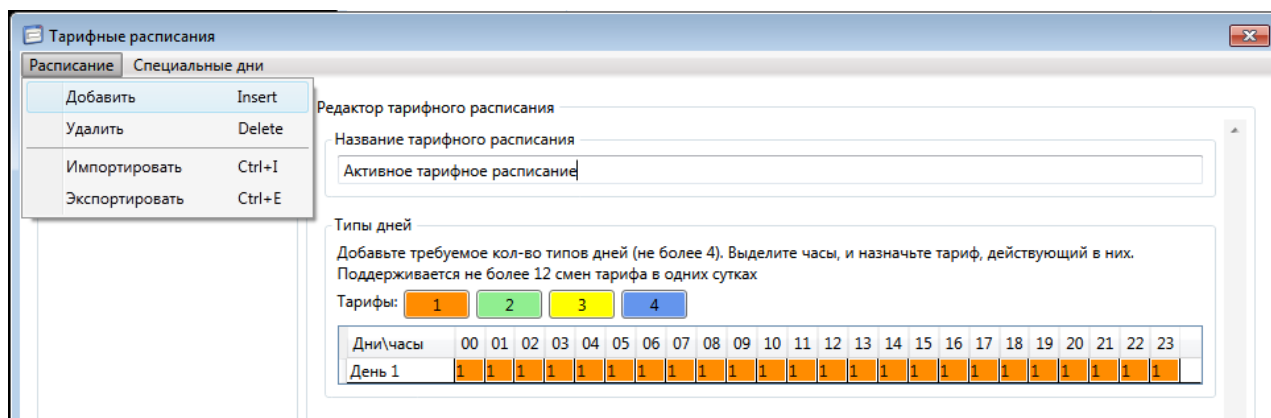 Тарифные расписания
Расписание Специальные дни
Добавить Insert
Удалить Delete
Импортировать Ctrl+I
Экспортировать Ctrl+E
Редактор тарифного расписания
Название тарифного расписания
Активное тарифное расписание
Типы дней
Добавьте требуемое кол-во типов дней (не более 4). Выделите часы, и назначьте тариф, действующий в них.
Поддерживается не более 12 смен тарифа в одних сутках
Тарифы: 1 2 3 4
Дни\часы 00 01 02 03 04 05 06 07 08 09 10 11 12 13 14 15 16 17 18 19 20 21 22 23
День 1 1 1 1 1 1 1 1 1 1 1 1 1 1 1 1 1 1 1 1 1 1 1 1 1